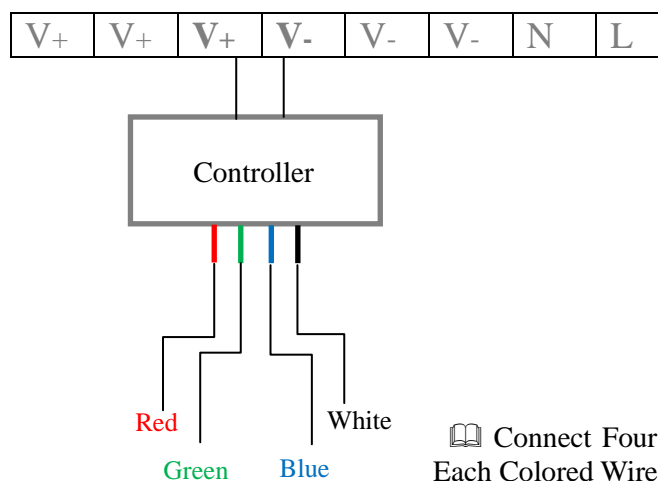 V+ V+ V+ V- V- V- N L
Controller
Red White
Green Blue
🕮 Connect Four
Each Colored Wire